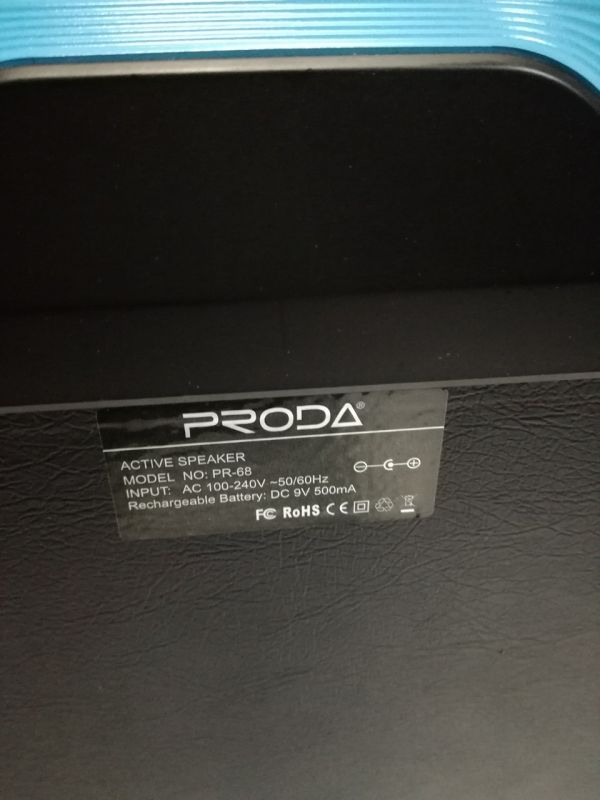 PRODA®
ACTIVE SPEAKER
MODEL NO: PR-68
INPUT: AC 100-240V ~50/60Hz
Rechargeable Battery: DC 9V 500mA
FC RoHS CE